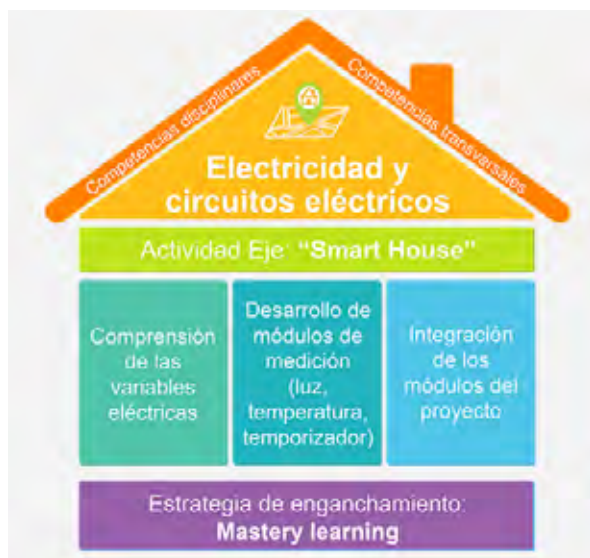 Competencias disciplinares
Competencias transversales
Electricidad y
circuitos eléctricos
Actividad Eje: "Smart House"
Comprensión
de las
variables
eléctricas
Desarrollo de
módulos de
medición
(luz,
temperatura,
temporizador)
Integración
de los
módulos del
proyecto
Estrategia de enganchamiento:
Mastery learning